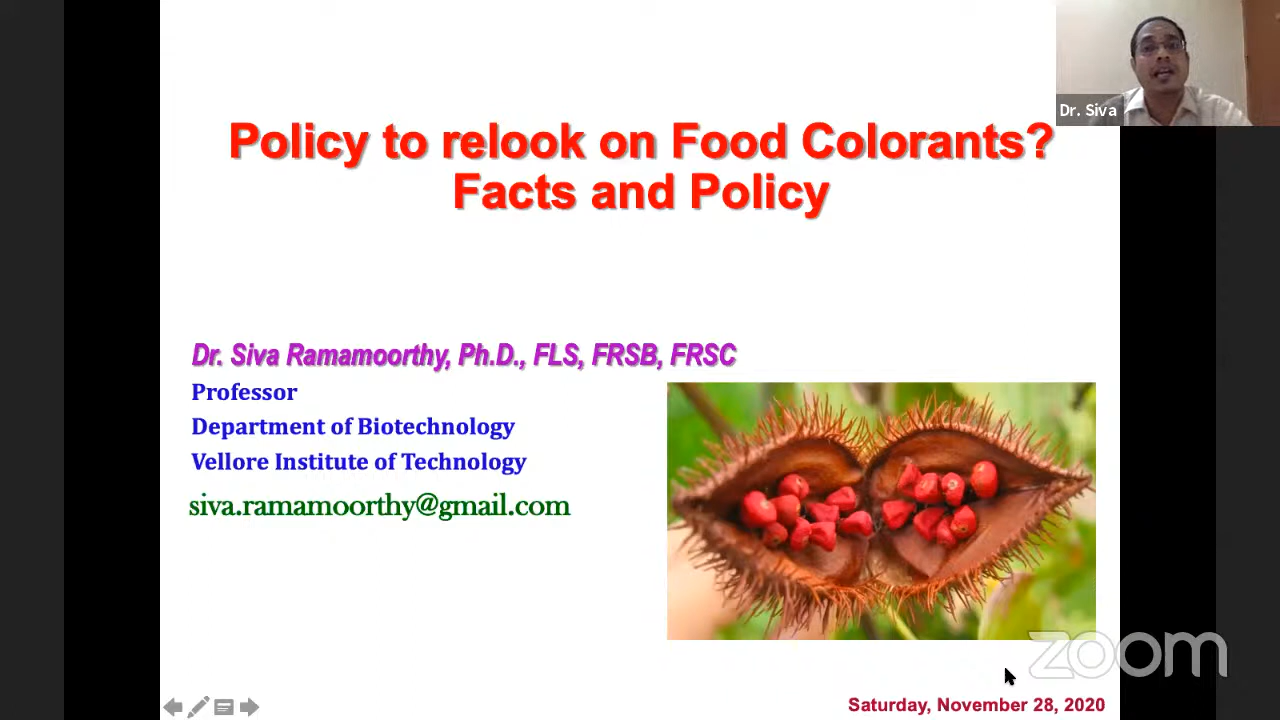 Dr. Siva
Policy to relook on Food Colorants?
Facts and Policy
Dr. Siva Ramamoorthy, Ph.D., FLS, FRSB, FRSC
Professor
Department of Biotechnology
Vellore Institute of Technology
siva.ramamoorthy@gmail.com
zoom
Saturday, November 28, 2020